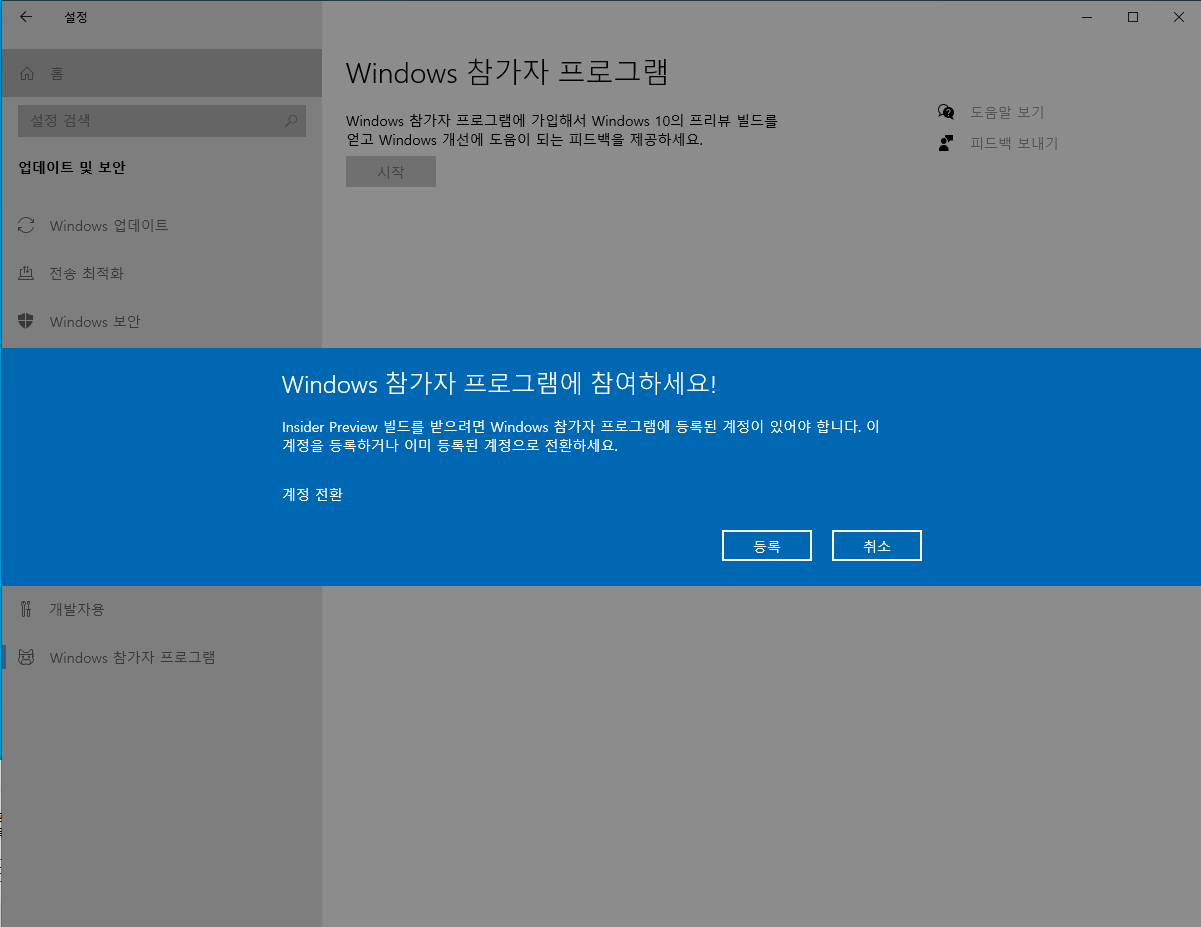 설정
홈
설정 검색
업데이트 및 보안
Windows 업데이트
전송 최적화
Windows 보안
Windows 참가자 프로그램
Windows 참가자 프로그램에 가입해서 Windows 10의 프리뷰 빌드를
얻고 Windows 개선에 도움이 되는 피드백을 제공하세요.
시작
도움말 보기
피드백 보내기
Windows 참가자 프로그램에 참여하세요!
Insider Preview 빌드를 받으려면 Windows 참가자 프로그램에 등록된 계정이 있어야 합니다. 이
계정을 등록하거나 이미 등록된 계정으로 전환하세요.
계정 전환
등록
취소
개발자용
Windows 참가자 프로그램